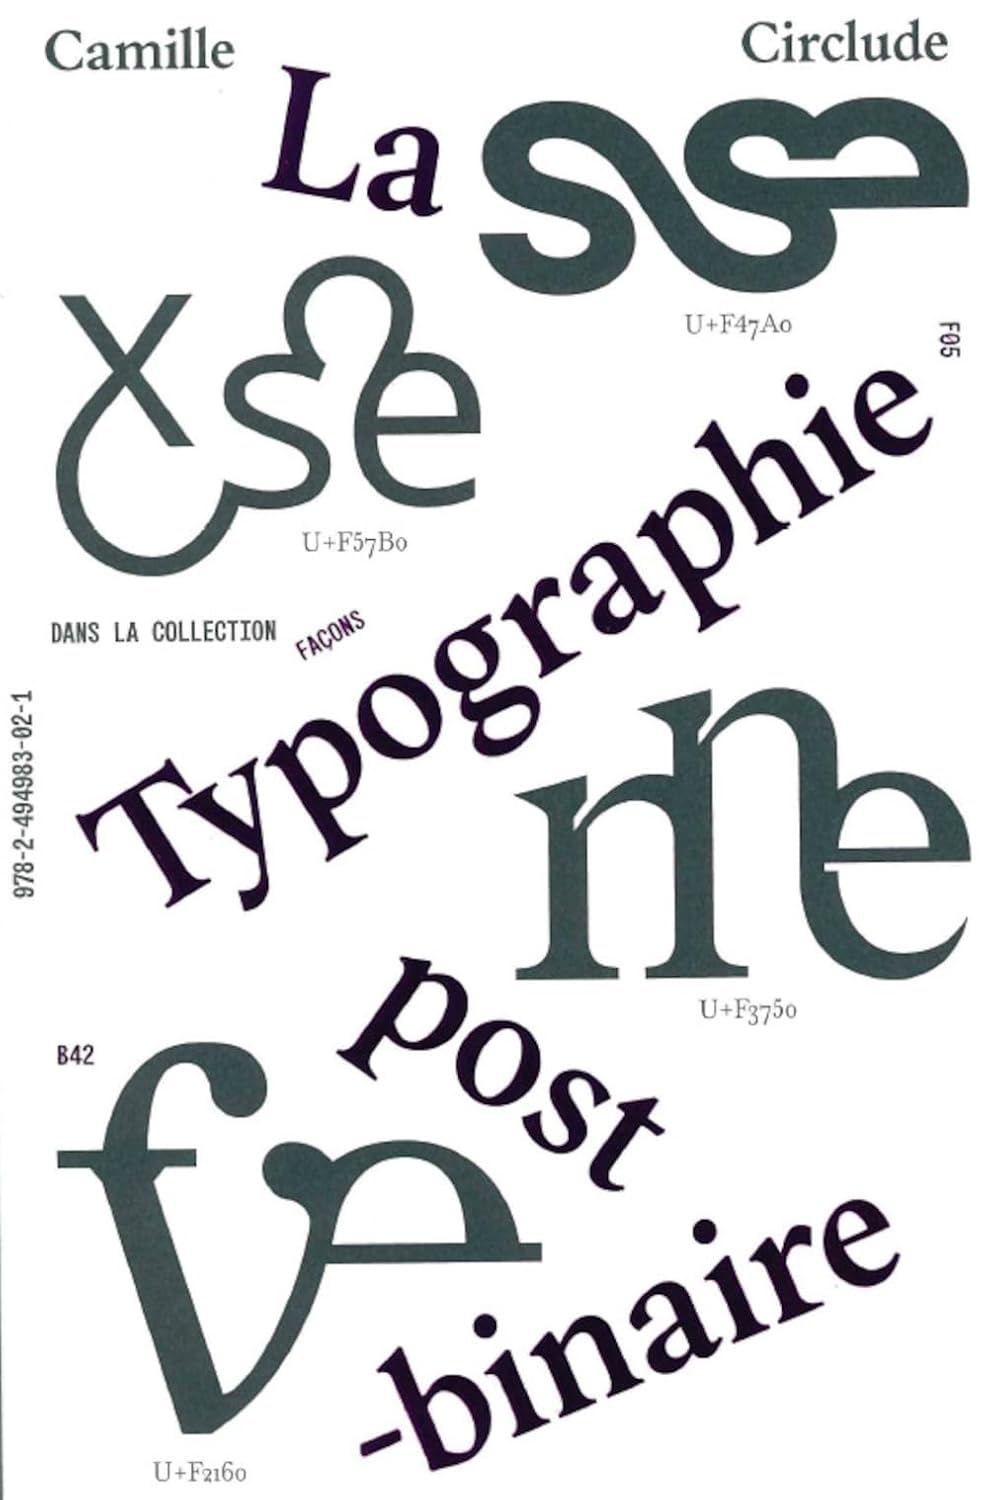 Camille
Circlude
La
U+F47A0
F05
U+F57B0
Typographie
DANS LA COLLECTION
FAÇONS
978-2-494983-02-1
U+F3750
post
B42
-binaire
U+F2160